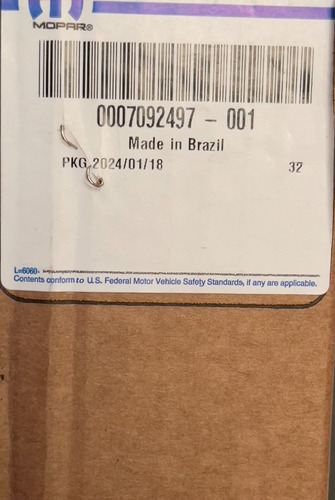 MOPAR®
0007092497 - 001
Made in Brazil
PKG 2024/01/18 32
L=6060
Contents conform to U.S. Federal Motor Vehicle Safety Standards, if any are applicable.